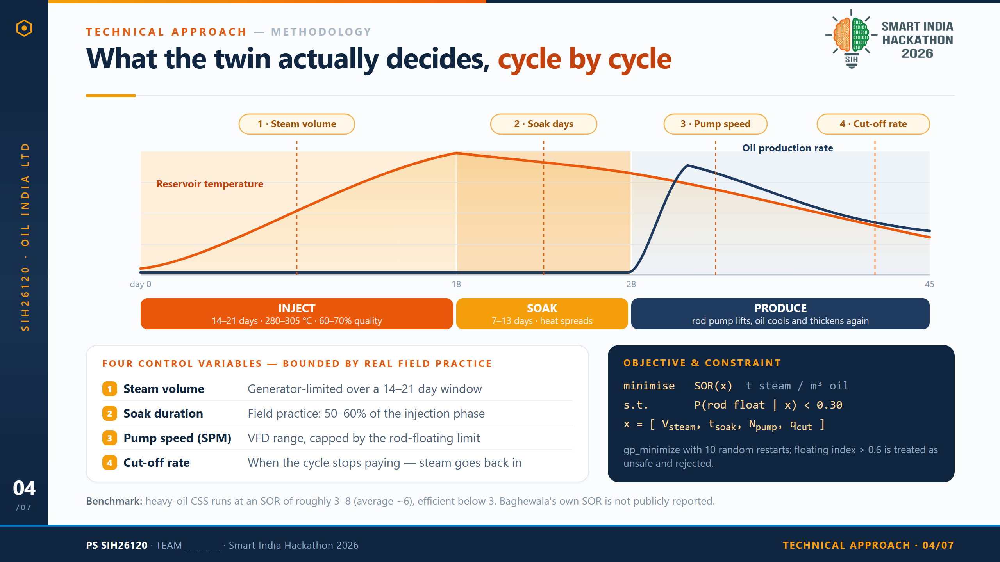 TECHNICAL APPROACH — METHODOLOGY
What the twin actually decides, cycle by cycle
SMART INDIA
HACKATHON
2026
SIH
SIH26120 · OIL INDIA LTD
1 · Steam volume
2 · Soak days
3 · Pump speed
4 · Cut-off rate
Oil production rate
Reservoir temperature
day 0
18
28
45
INJECT
14–21 days · 280–305 °C · 60–70% quality
SOAK
7–13 days · heat spreads
PRODUCE
rod pump lifts, oil cools and thickens again
FOUR CONTROL VARIABLES — BOUNDED BY REAL FIELD PRACTICE
1 Steam volume Generator-limited over a 14–21 day window
2 Soak duration Field practice: 50–60% of the injection phase
3 Pump speed (SPM) VFD range, capped by the rod-floating limit
4 Cut-off rate When the cycle stops paying — steam goes back in
OBJECTIVE & CONSTRAINT
minimise SOR(x) t steam / m³ oil
s.t. P(rod float | x) < 0.30
x = [ Vsteam, tsoak, Npump, qcut ]
gp_minimize with 10 random restarts; floating index > 0.6 is treated as
unsafe and rejected.
Benchmark: heavy-oil CSS runs at an SOR of roughly 3–8 (average ~6), efficient below 3. Baghewala's own SOR is not publicly reported.
04
/07
PS SIH26120 · TEAM ________ · Smart India Hackathon 2026
TECHNICAL APPROACH · 04/07